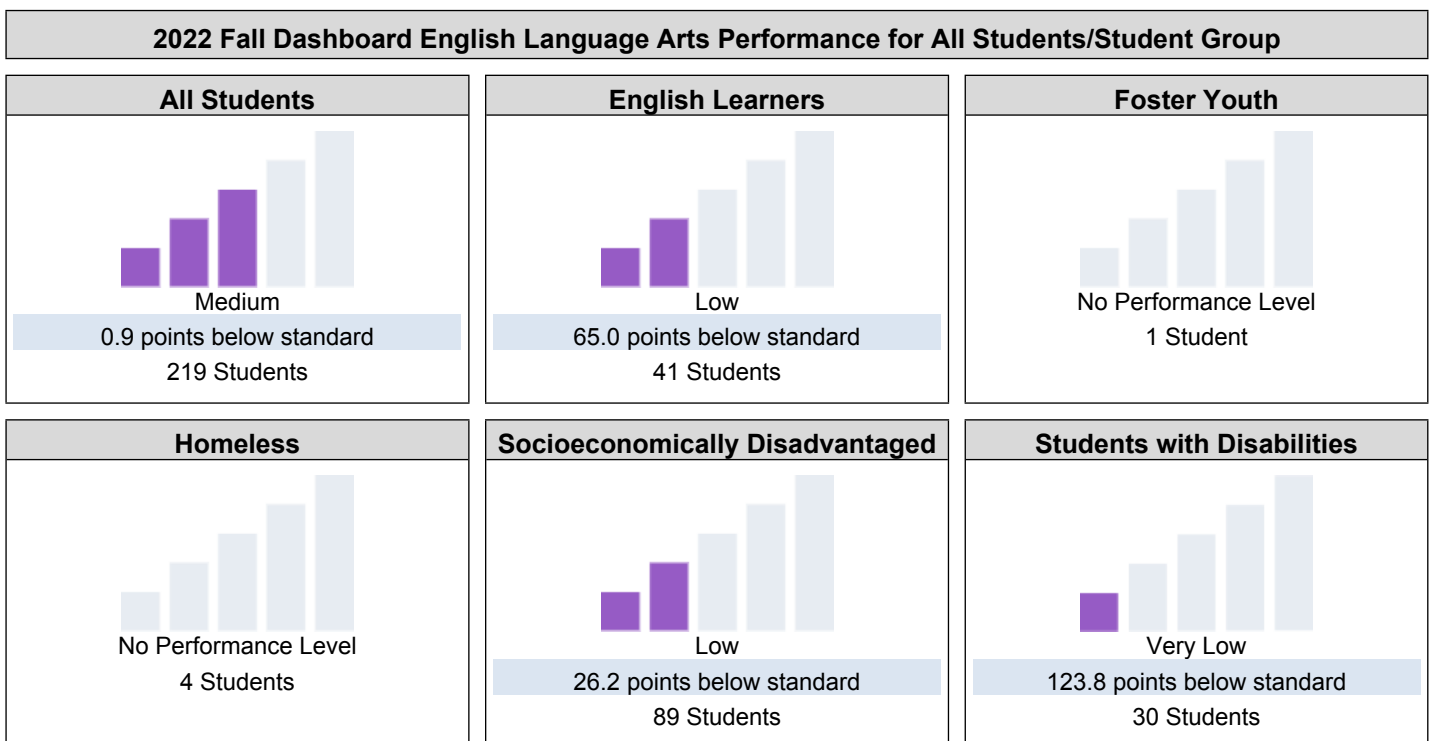 2022 Fall Dashboard English Language Arts Performance for All Students/Student Group
All Students
Medium
0.9 points below standard
219 Students
English Learners
Low
65.0 points below standard
41 Students
Foster Youth
No Performance Level
1 Student
Homeless
No Performance Level
4 Students
Socioeconomically Disadvantaged
Low
26.2 points below standard
89 Students
Students with Disabilities
Very Low
123.8 points below standard
30 Students